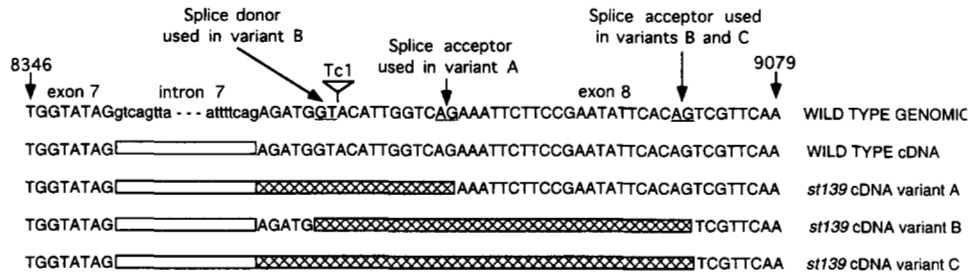 Splice donor
used in variant B
Splice acceptor
used in variant A
Splice acceptor used
in variants B and C
Tc1
8346
9079
exon 7
intron 7
exon 8
TGGTATAGgtcagtta - - - attttcagAGATGGTACATTGGTCAGAAATTCTTCCGAATATTCACAGTCGTTCAA WILD TYPE GENOMIC
TGGTATAG AGATGGTACATTGGTCAGAAATTCTTCCGAATATTCACAGTCGTTCAA WILD TYPE cDNA
TGGTATAG AAATTCTTCCGAATATTCACAGTCGTTCAA st139 cDNA variant A
TGGTATAG AGATG TCGTTCAA st139 cDNA variant B
TGGTATAG TCGTTCAA st139 cDNA variant C